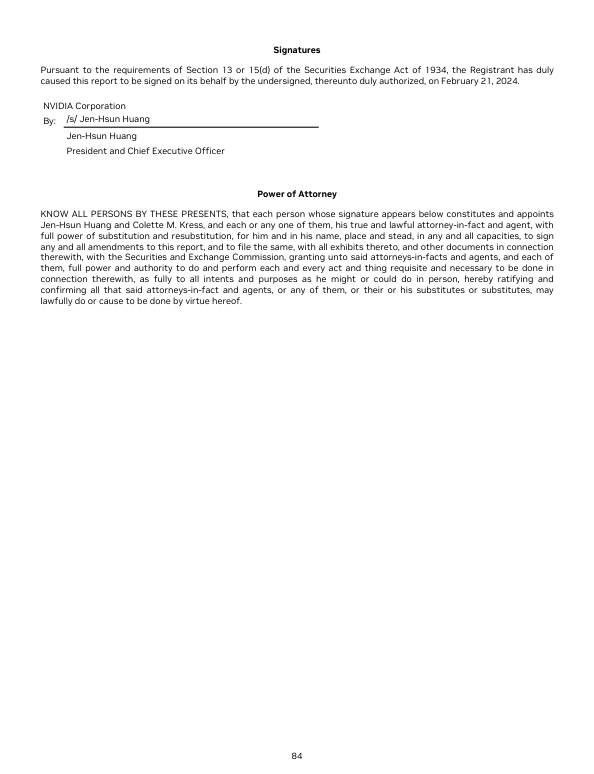 Signatures
Pursuant to the requirements of Section 13 or 15(d) of the Securities Exchange Act of 1934, the Registrant has duly
caused this report to be signed on its behalf by the undersigned, thereunto duly authorized, on February 21, 2024.
NVIDIA Corporation
By: /s/ Jen-Hsun Huang
Jen-Hsun Huang
President and Chief Executive Officer
Power of Attorney
KNOW ALL PERSONS BY THESE PRESENTS, that each person whose signature appears below constitutes and appoints
Jen-Hsun Huang and Colette M. Kress, and each or any one of them, his true and lawful attorney-in-fact and agent, with
full power of substitution and resubstitution, for him and in his name, place and stead, in any and all capacities, to sign
any and all amendments to this report, and to file the same, with all exhibits thereto, and other documents in connection
therewith, with the Securities and Exchange Commission, granting unto said attorneys-in-facts and agents, and each of
them, full power and authority to do and perform each and every act and thing requisite and necessary to be done in
connection therewith, as fully to all intents and purposes as he might or could do in person, hereby ratifying and
confirming all that said attorneys-in-fact and agents, or any of them, or their or his substitutes or substitutes, may
lawfully do or cause to be done by virtue hereof.
84